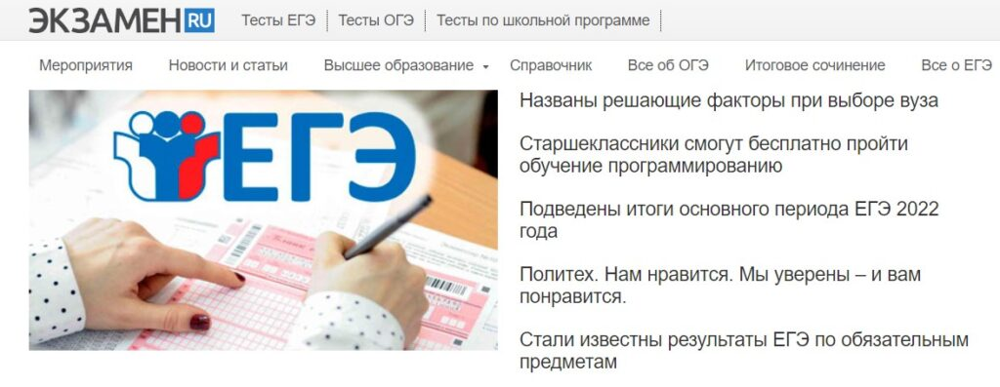 ЭКЗАМЕН RU
Тесты ЕГЭ
Тесты ОГЭ
Тесты по школьной программе
Мероприятия
Новости и статьи
Высшее образование
Справочник
Все об ОГЭ
Итоговое сочинение
Все о ЕГЭ
ЕГЭ
Названы решающие факторы при выборе вуза
Старшеклассники смогут бесплатно пройти
обучение программированию
Подведены итоги основного периода ЕГЭ 2022
года
Политех. Нам нравится. Мы уверены – и вам
понравится.
Стали известны результаты ЕГЭ по обязательным
предметам